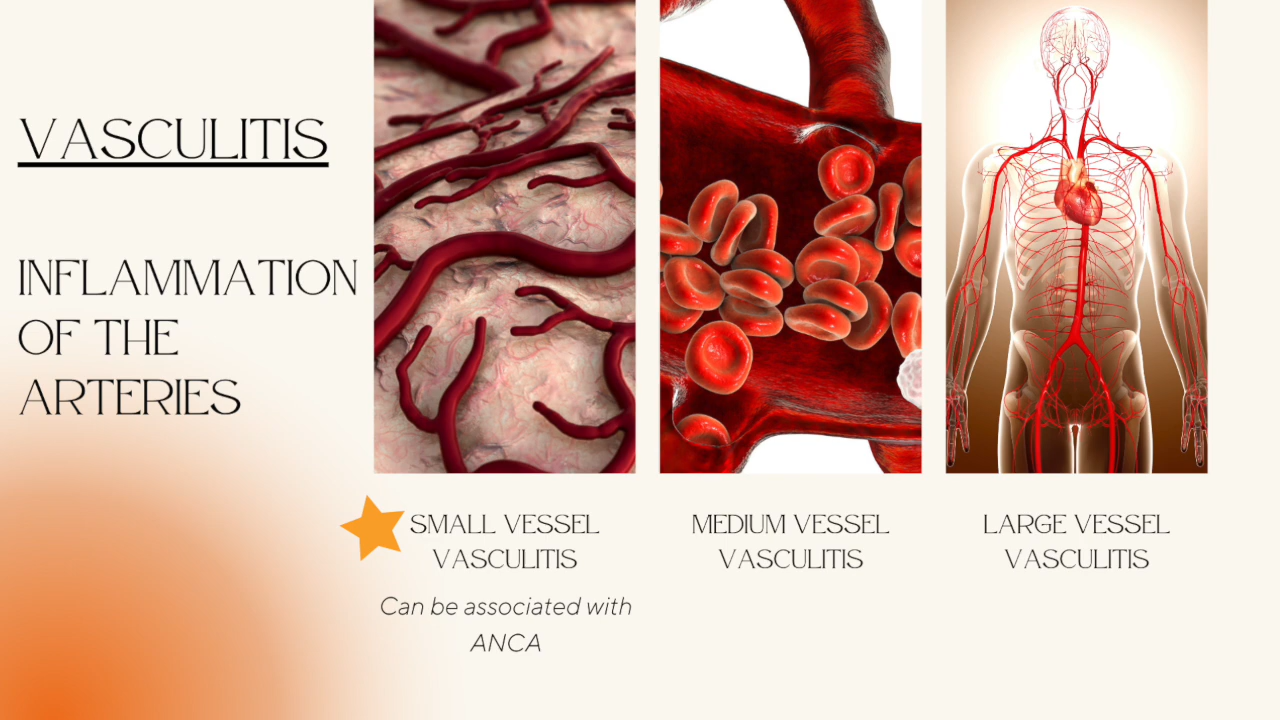 VASCULITIS
INFLAMMATION
OF THE
ARTERIES
SMALL VESSEL
VASCULITIS
Can be associated with
ANCA
MEDIUM VESSEL
VASCULITIS
LARGE VESSEL
VASCULITIS